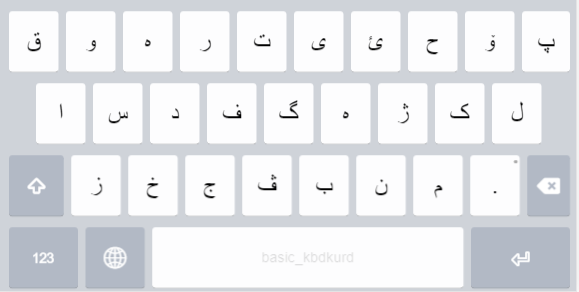 ق و ه ر ت ی ئ ح ۆ پ
ا س د ف گ ه ژ ک ل
ز خ ج ڤ ب ن م .
123 basic_kbdkurd